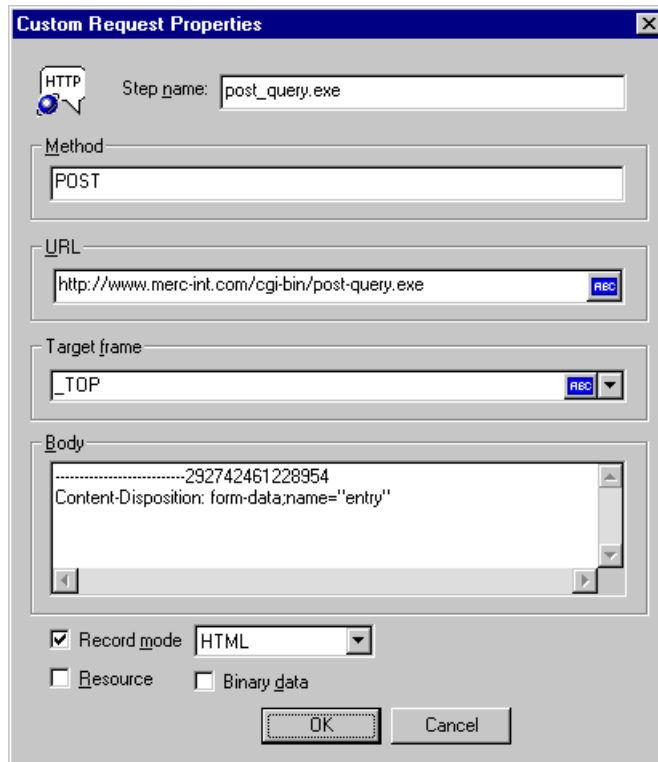 Custom Request Properties
HTTP
Step name: post_query.exe
Method
POST
URL
http://www.merc-int.com/cgi-bin/post-query.exe ABC
Target frame
_TOP ABC
Body
---------------------------292742461228954
Content-Disposition: form-data;name="entry"
Record mode HTML
Resource Binary data
OK Cancel